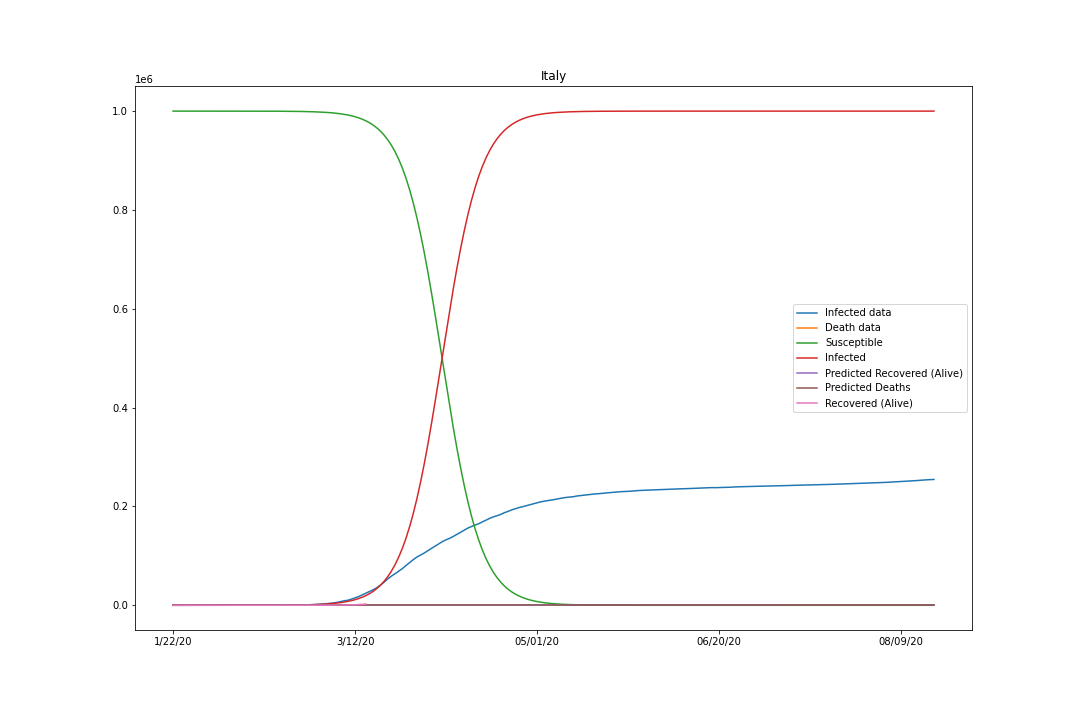 Italy
1e6
1.0
0.8
0.6
0.4
0.2
0.0
Infected data
Death data
Susceptible
Infected
Predicted Recovered (Alive)
Predicted Deaths
Recovered (Alive)
1/22/20 3/12/20 05/01/20 06/20/20 08/09/20